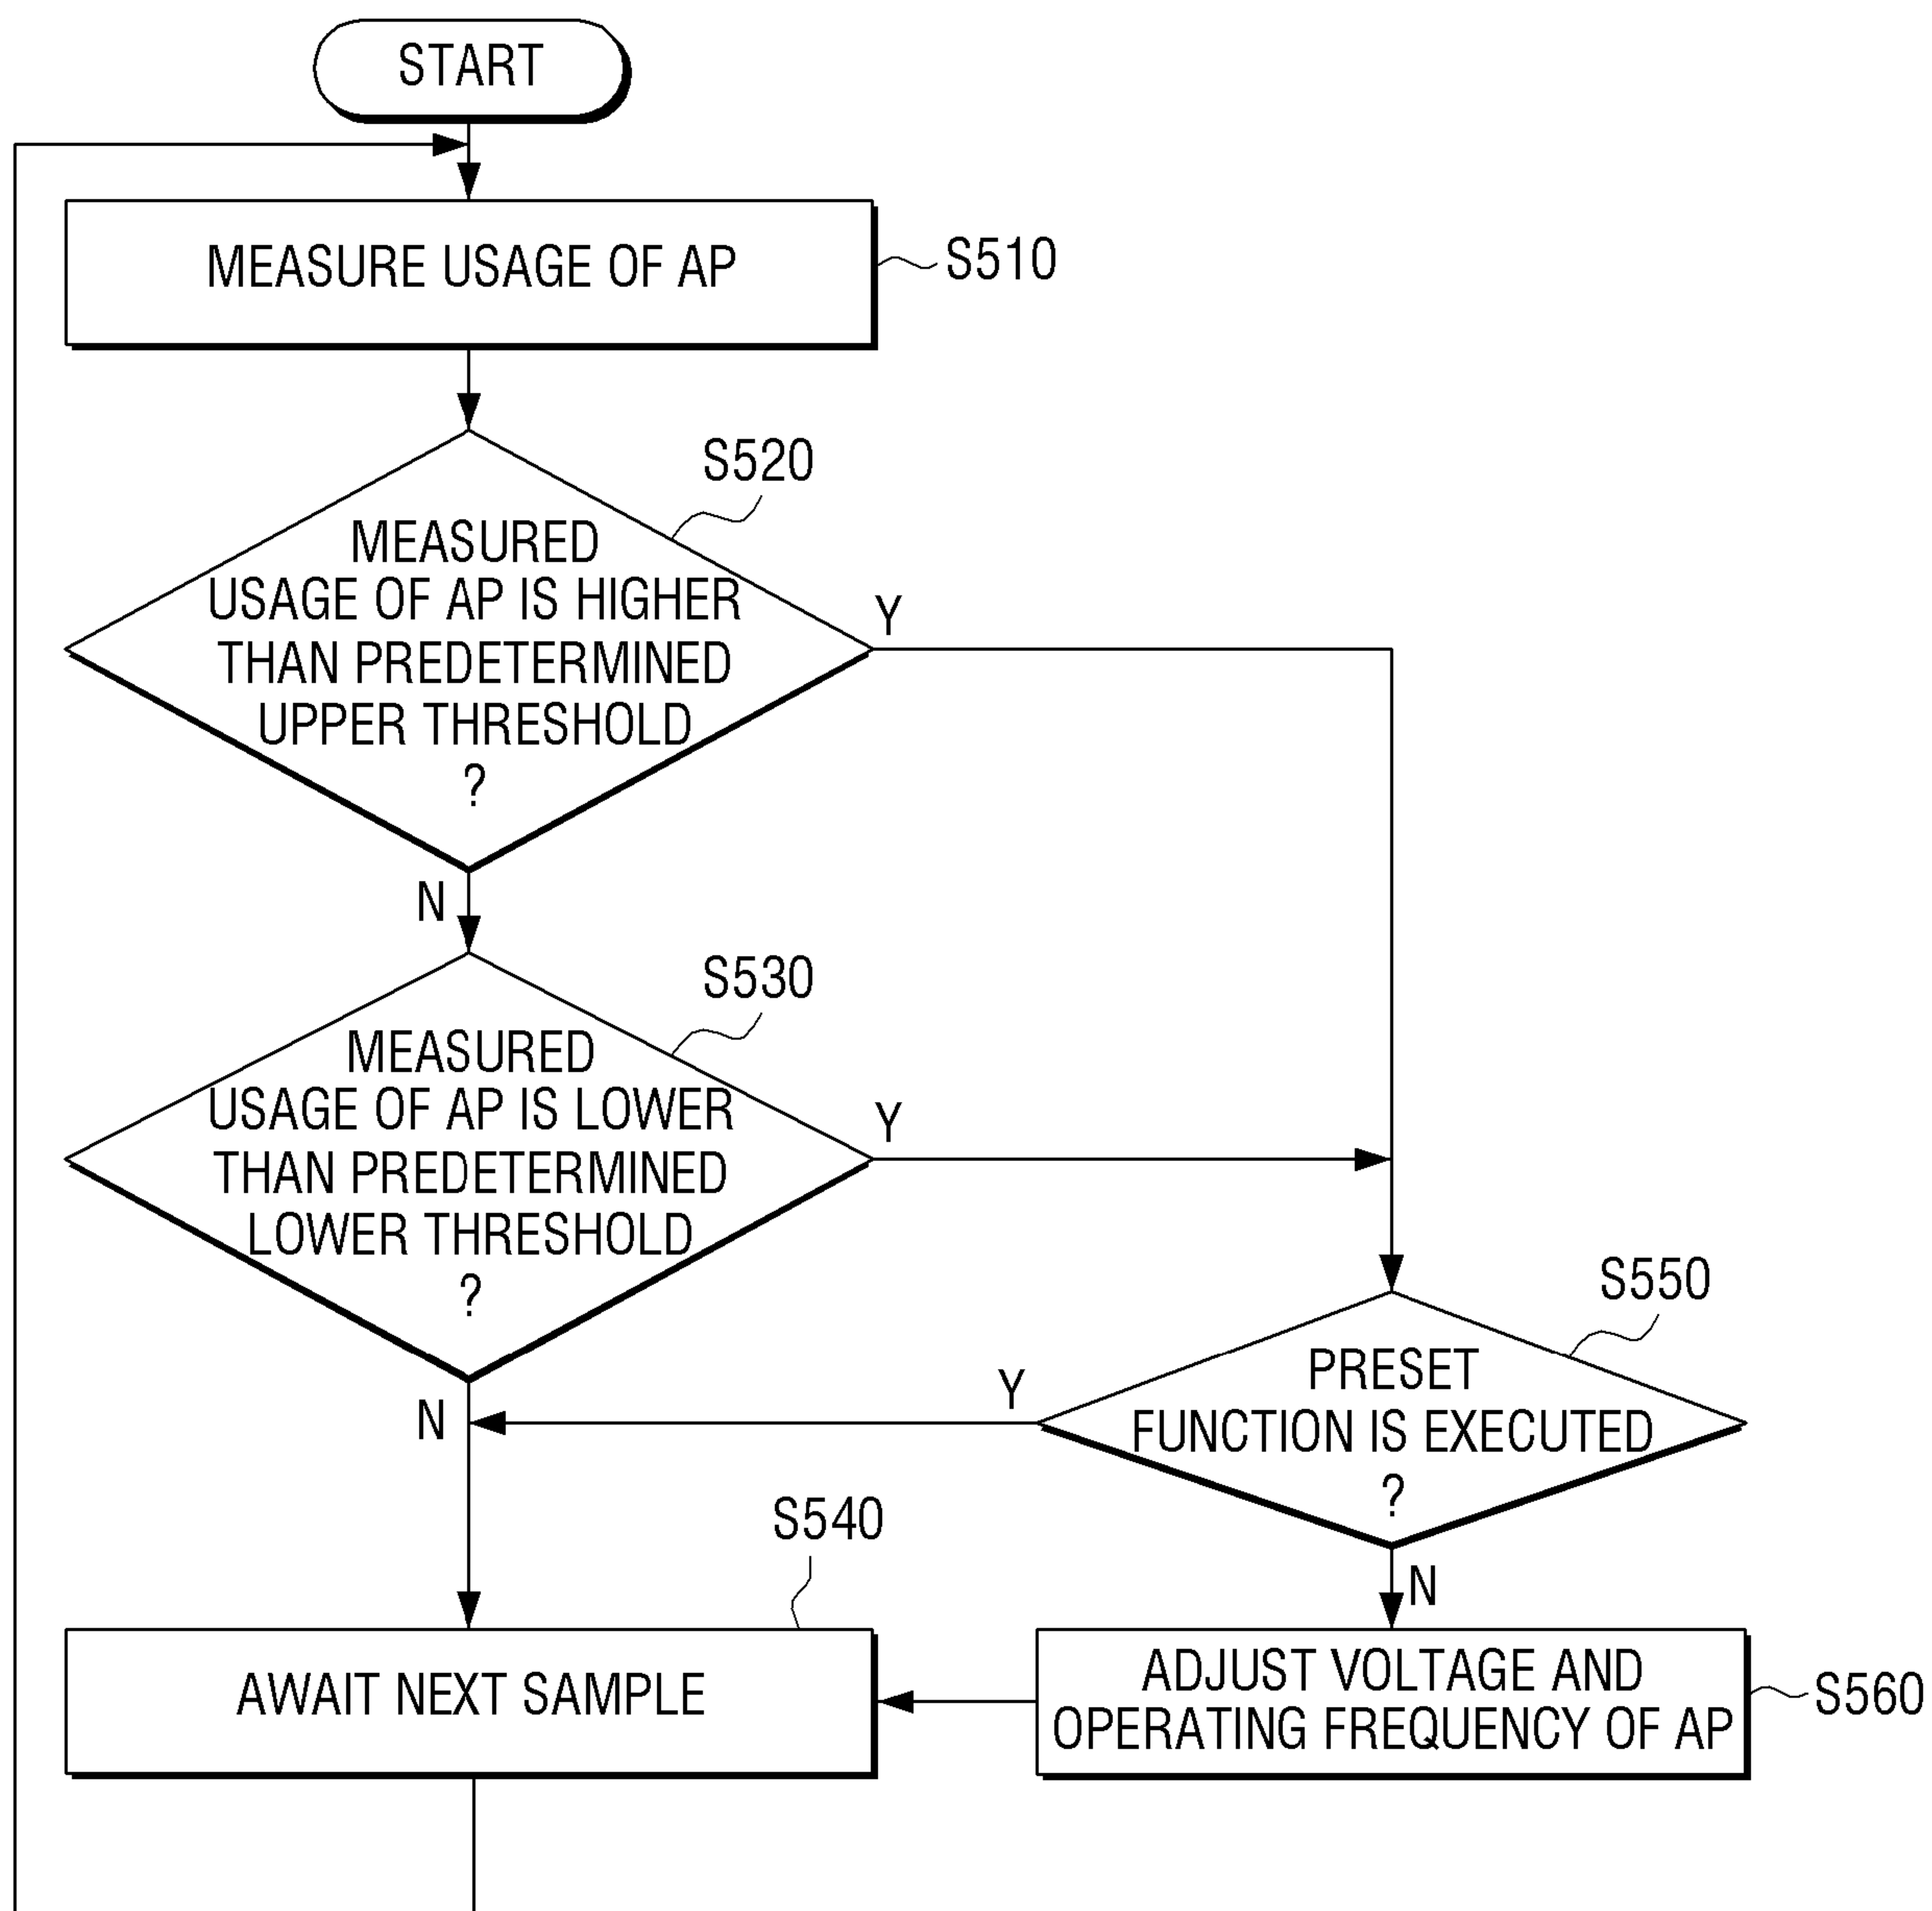 START
MEASURE USAGE OF AP
S510
S520
MEASURED
USAGE OF AP IS HIGHER
THAN PREDETERMINED
UPPER THRESHOLD
?
Y
N
S530
MEASURED
USAGE OF AP IS LOWER
THAN PREDETERMINED
LOWER THRESHOLD
?
Y
N
S550
PRESET
FUNCTION IS EXECUTED
?
Y
N
S540
AWAIT NEXT SAMPLE
ADJUST VOLTAGE AND
OPERATING FREQUENCY OF AP
S560